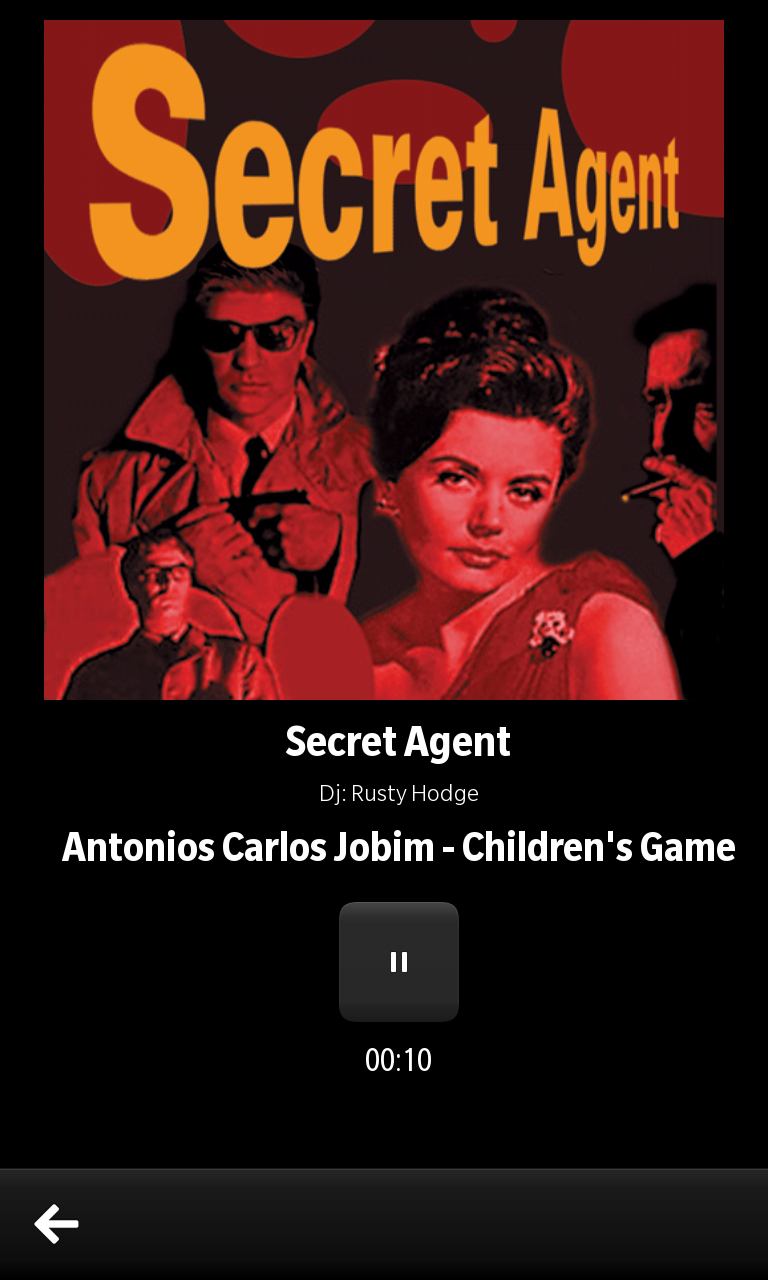 Secret Agent
Secret Agent
Dj: Rusty Hodge
Antonios Carlos Jobim - Children's Game
00:10